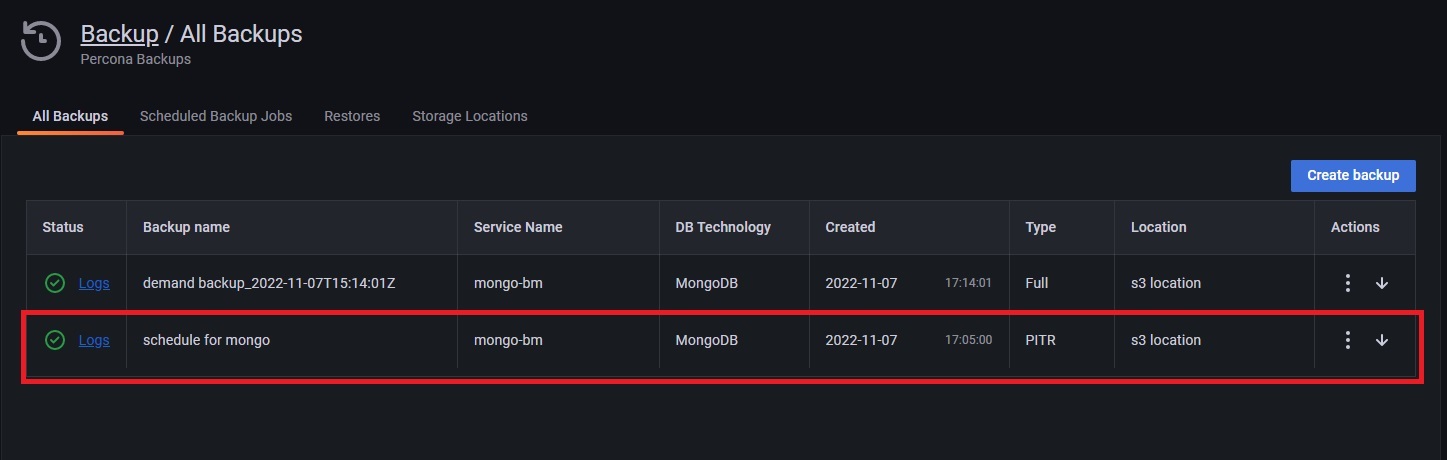 Backup / All Backups
Percona Backups
All Backups Scheduled Backup Jobs Restores Storage Locations
Create backup
Status Backup name Service Name DB Technology Created Type Location Actions
Logs demand backup_2022-11-07T15:14:01Z mongo-bm MongoDB 2022-11-07 17:14:01 Full s3 location
Logs schedule for mongo mongo-bm MongoDB 2022-11-07 17:05:00 PITR s3 location